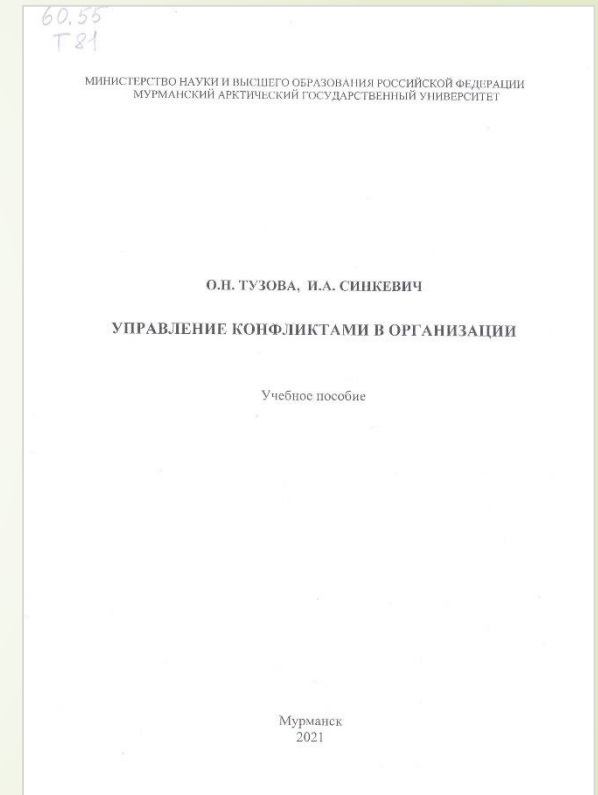 60.55
Т 81
МИНИСТЕРСТВО НАУКИ И ВЫСШЕГО ОБРАЗОВАНИЯ РОССИЙСКОЙ ФЕДЕРАЦИИ
МУРМАНСКИЙ АРКТИЧЕСКИЙ ГОСУДАРСТВЕННЫЙ УНИВЕРСИТЕТ
О.Н. ТУЗОВА, И.А. СИНКЕВИЧ
УПРАВЛЕНИЕ КОНФЛИКТАМИ В ОРГАНИЗАЦИИ
Учебное пособие
Мурманск
2021